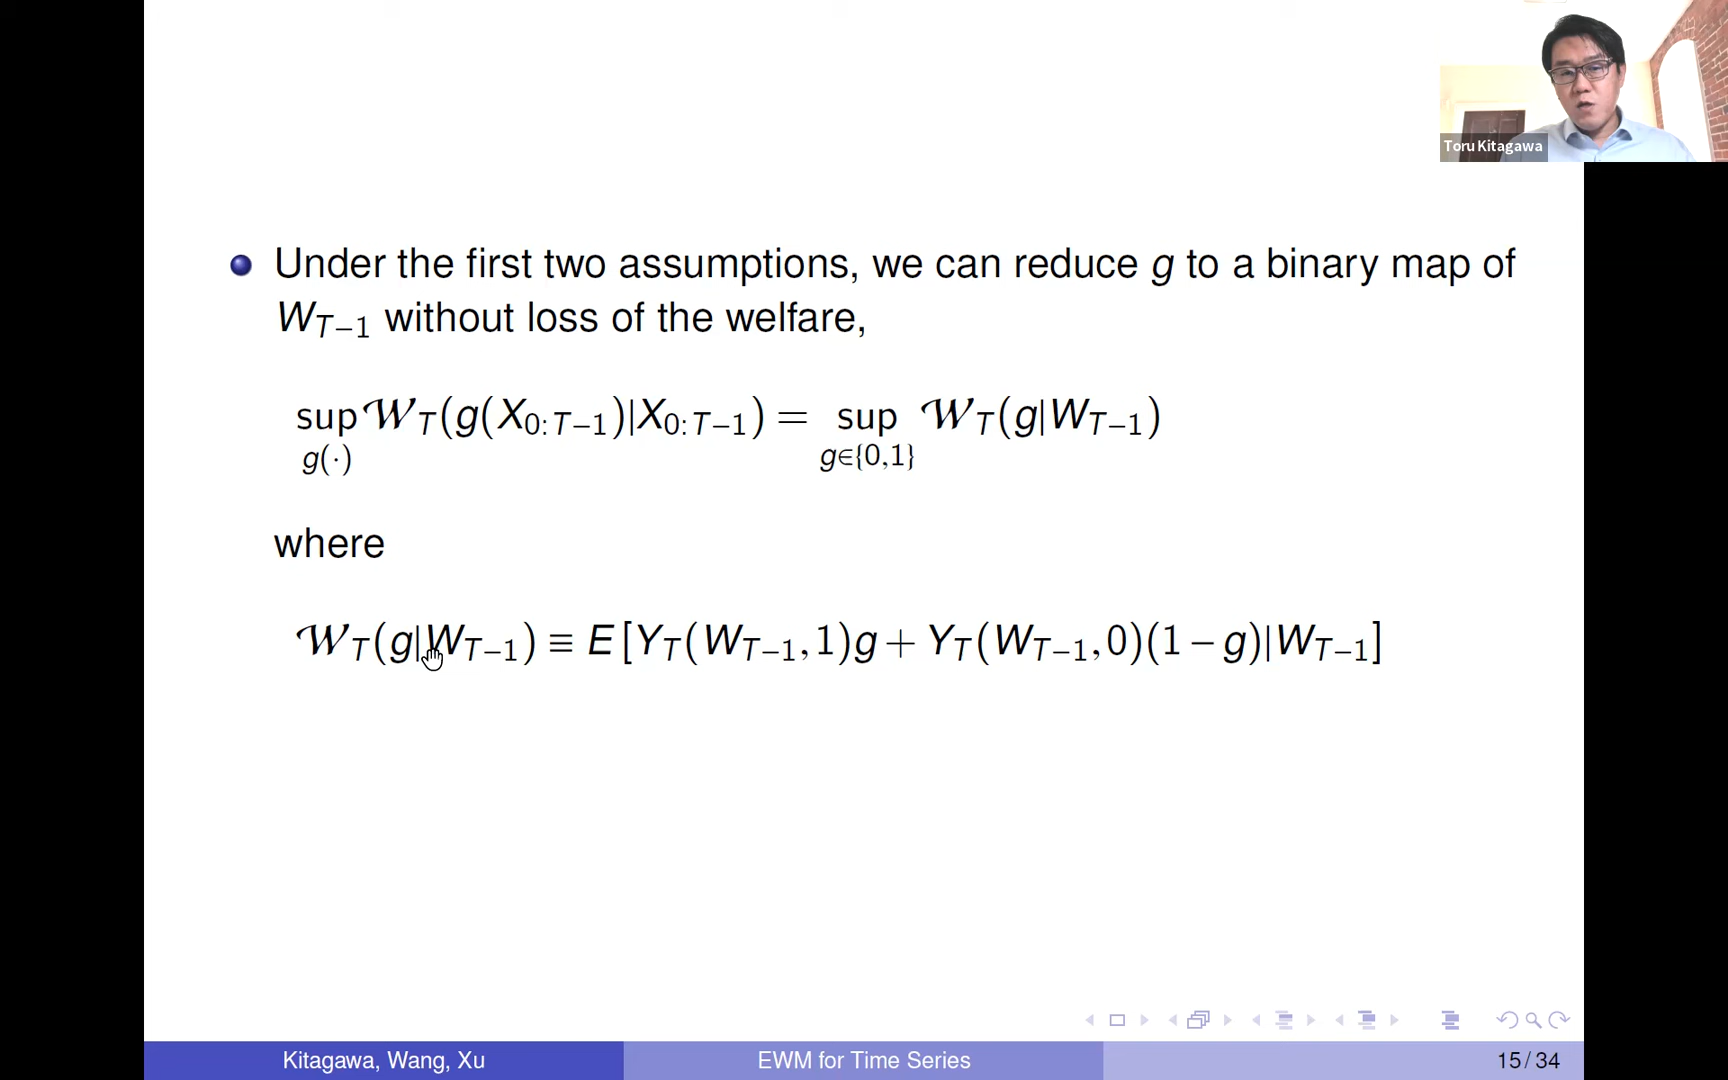 Toru Kitagawa
Under the first two assumptions, we can reduce g to a binary map of
W_{T−1} without loss of the welfare,
sup_{g(·)} 𝒲_T(g(X_{0:T−1})|X_{0:T−1}) = sup_{g∈{0,1}} 𝒲_T(g|W_{T−1})
where
𝒲_T(g|W_{T−1}) ≡ E[Y_T(W_{T−1},1)g + Y_T(W_{T−1},0)(1−g)|W_{T−1}]
Kitagawa, Wang, Xu
EWM for Time Series
15/34